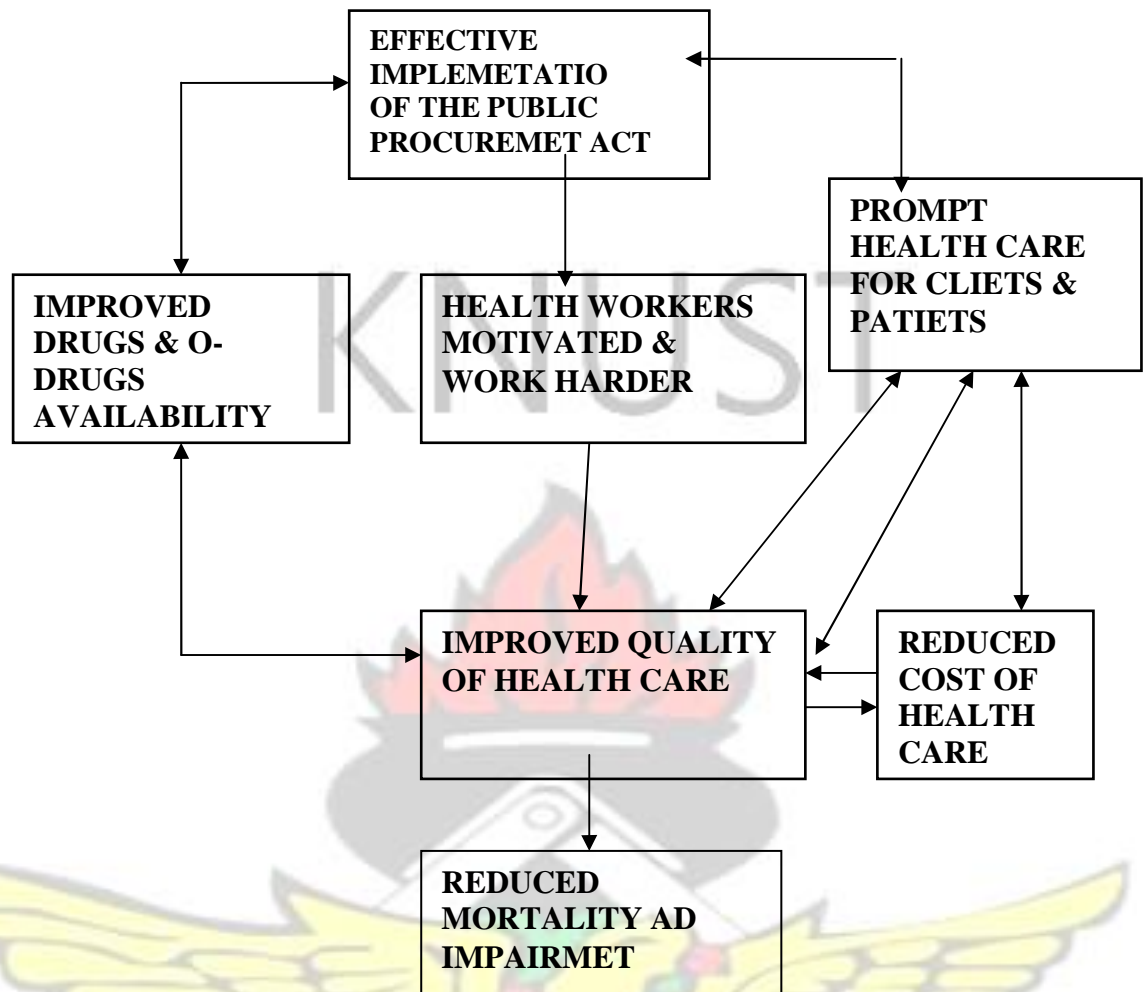 EFFECTIVE
IMPLEMETATIO
OF THE PUBLIC
PROCUREMET ACT
PROMPT
HEALTH CARE
FOR CLIETS &
PATIETS
IMPROVED
DRUGS & O-
DRUGS
AVAILABILITY
HEALTH WORKERS
MOTIVATED &
WORK HARDER
KNUST
IMPROVED QUALITY
OF HEALTH CARE
REDUCED
COST OF
HEALTH
CARE
REDUCED
MORTALITY AD
IMPAIRMET